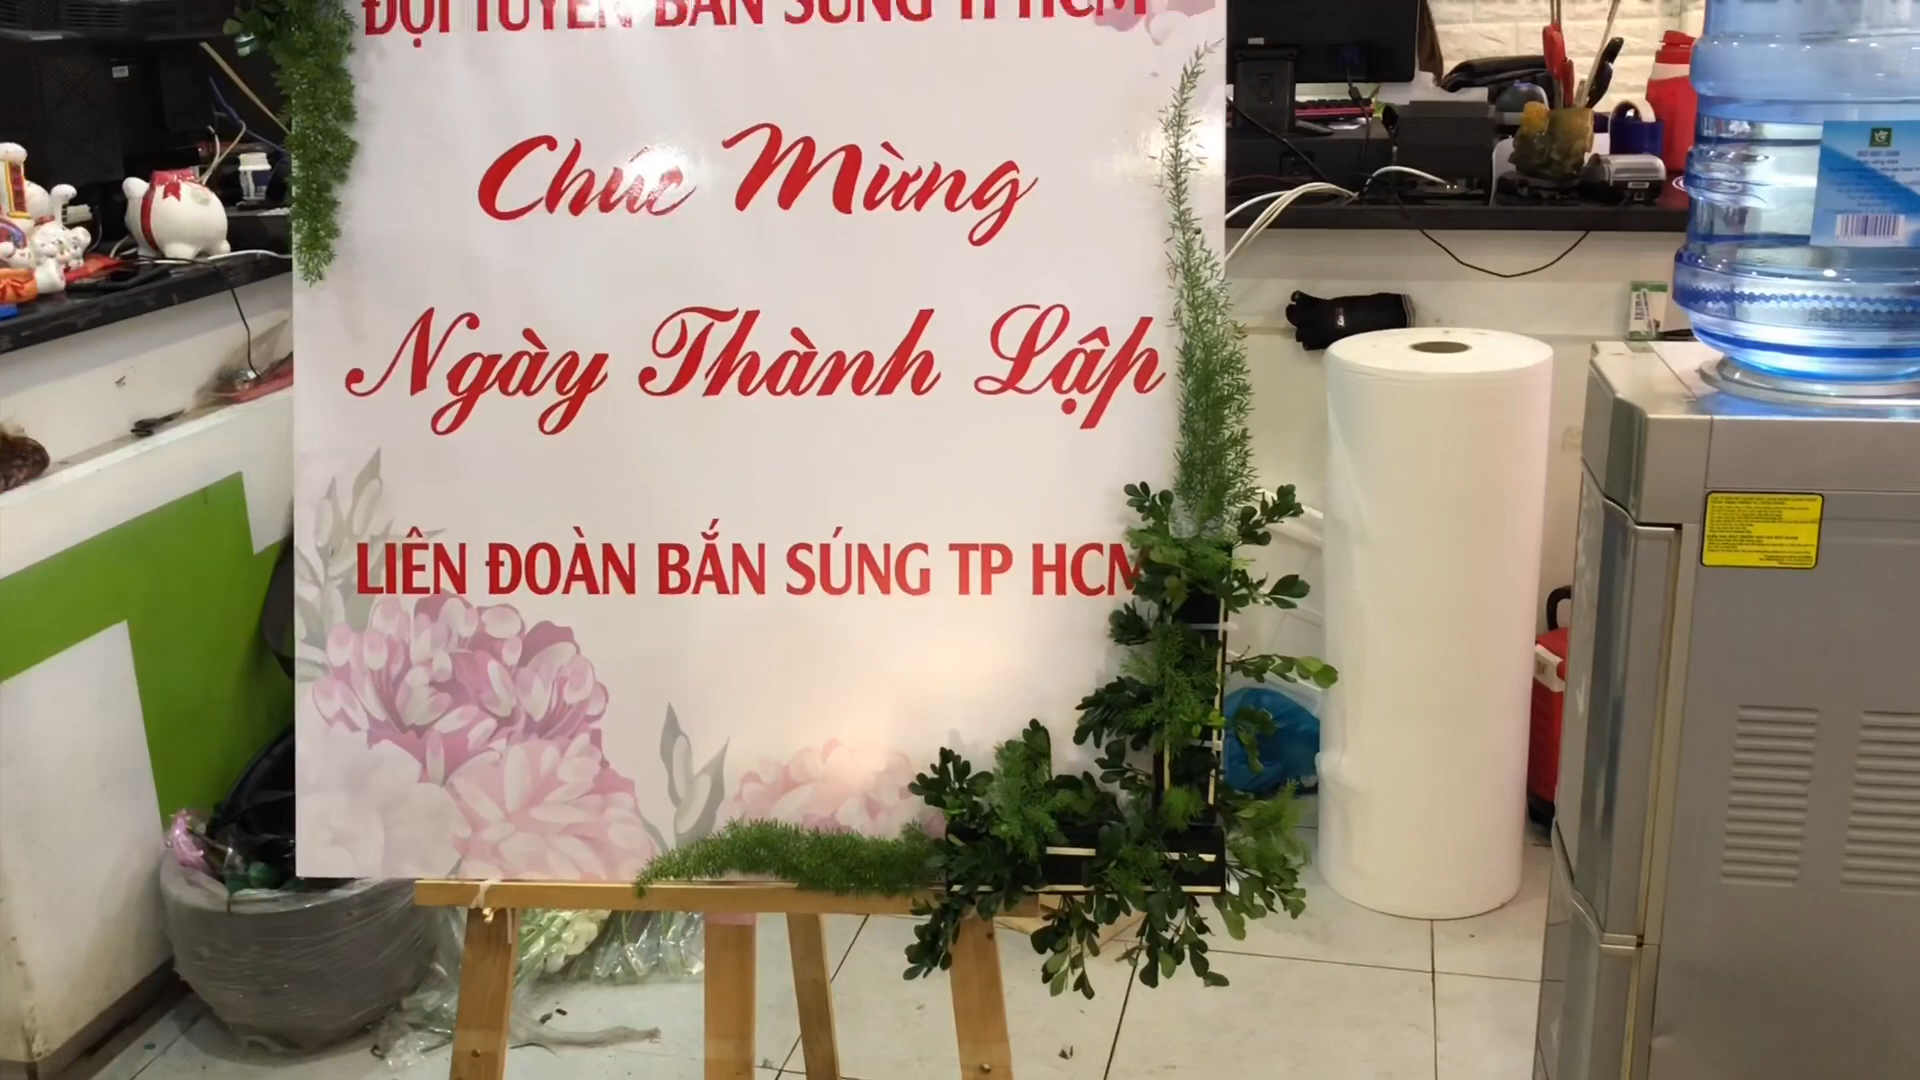 ĐỘI TUYỂN BẮN SÚNG TP HCM
Chúc Mừng
Ngày Thành Lập
LIÊN ĐOÀN BẮN SÚNG TP HCM